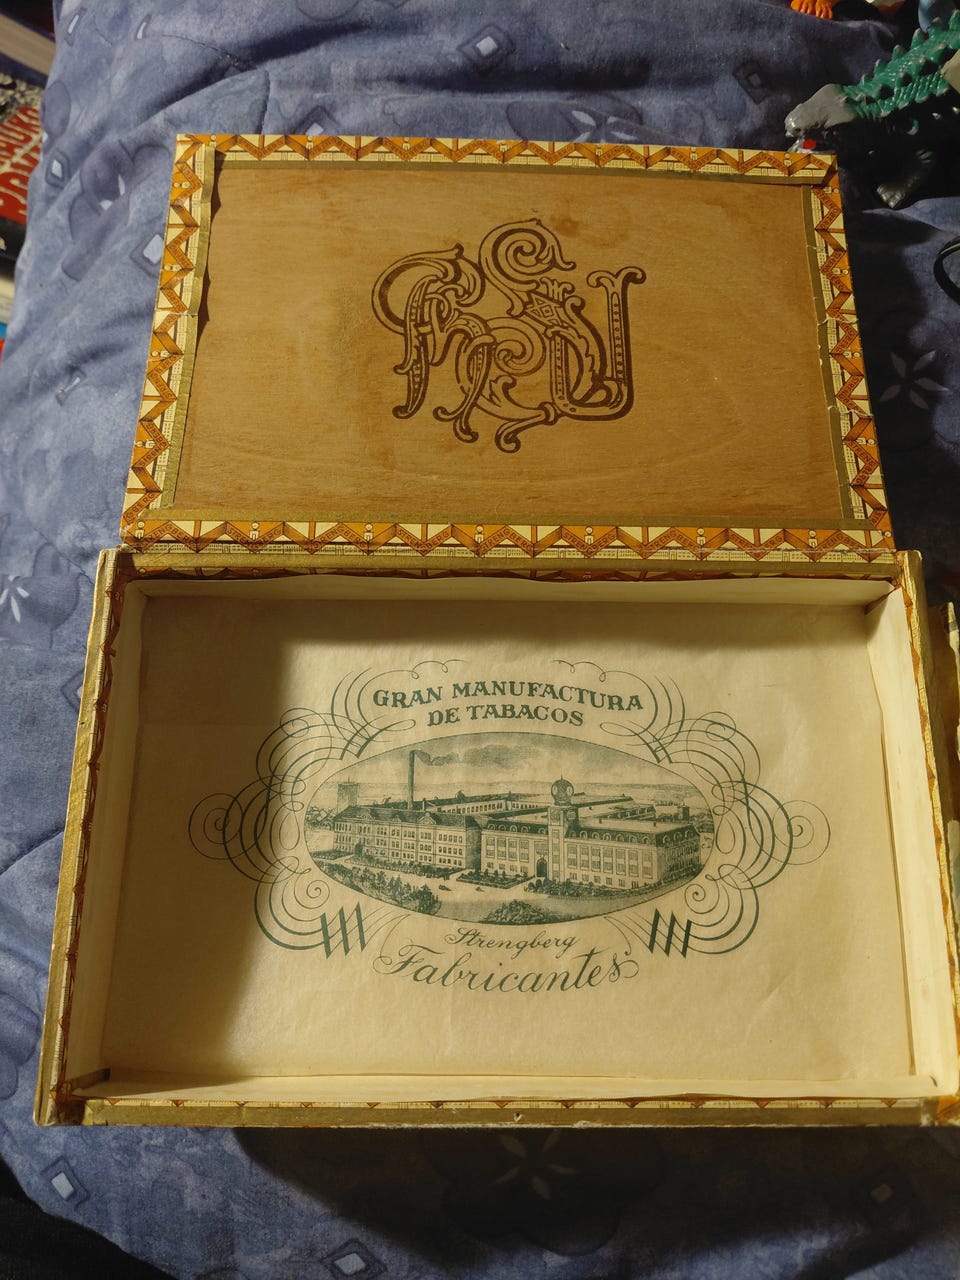 GRAN MANUFACTURA
DE TABACOS
Strengberg
Fabricantes